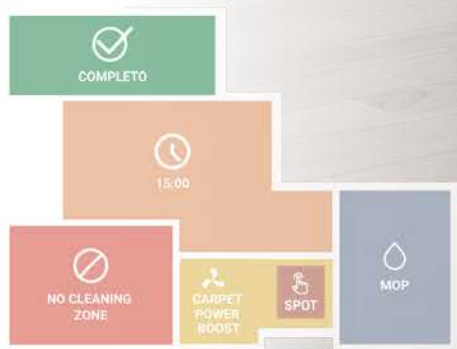 COMPLETO
15:00
NO CLEANING
ZONE
CARPET
POWER
BOOST
SPOT
MOP